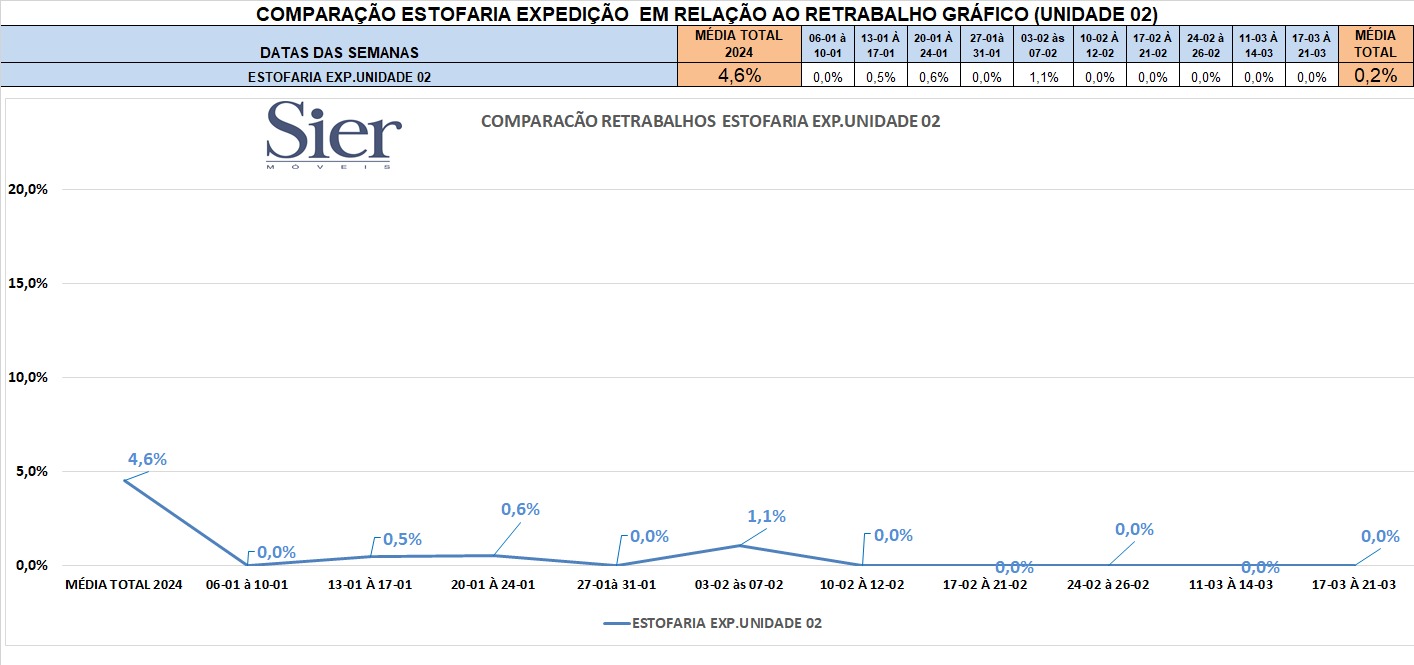 COMPARAÇÃO ESTOFARIA EXPEDIÇÃO  EM RELAÇÃO AO RETRABALHO GRÁFICO (UNIDADE 02)
DATAS DAS SEMANAS MÉDIA TOTAL 2024 06-01 à 10-01 13-01 À 17-01 20-01 À 24-01 27-01à 31-01 03-02 às 07-02 10-02 À 12-02 17-02 À 21-02 24-02 à 26-02 11-03 À 14-03 17-03 À 21-03 MÉDIA TOTAL
ESTOFARIA EXP.UNIDADE 02 4,6% 0,0% 0,5% 0,6% 0,0% 1,1% 0,0% 0,0% 0,0% 0,0% 0,0% 0,2%
Sier
MÓVEIS
COMPARACÃO RETRABALHOS  ESTOFARIA EXP.UNIDADE 02
20,0%
15,0%
10,0%
5,0%
0,0%
4,6% 0,0% 0,5% 0,6% 0,0% 1,1% 0,0% 0,0% 0,0% 0,0% 0,0%
MÉDIA TOTAL 2024 06-01 à 10-01 13-01 À 17-01 20-01 À 24-01 27-01à 31-01 03-02 às 07-02 10-02 À 12-02 17-02 À 21-02 24-02 à 26-02 11-03 À 14-03 17-03 À 21-03
ESTOFARIA EXP.UNIDADE 02